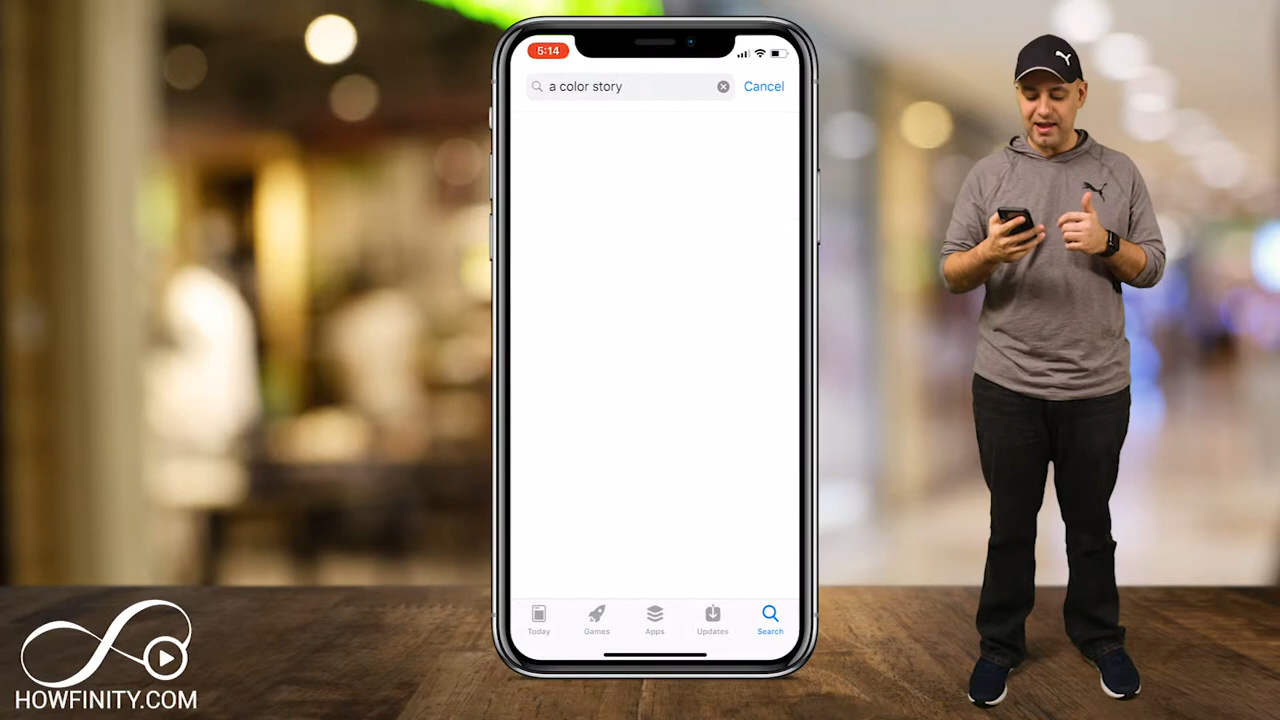 5:14
a color story
Cancel
Today
Games
Apps
Updates
Search
HOWFINITY.COM